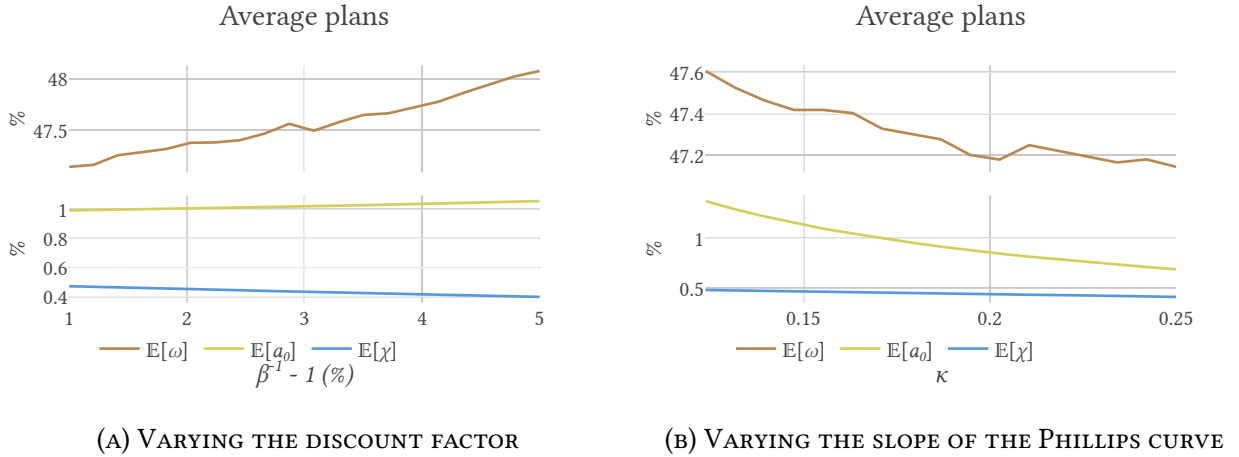 Average plans
48
47.5
%
1
0.8
0.6
0.4
%
1 2 3 4 5
𝔼[ω] 𝔼[a₀] 𝔼[χ]
β⁻¹ - 1 (%)
(A) Varying the discount factor
Average plans
47.6
47.4
47.2
%
1
0.5
%
0.15 0.2 0.25
𝔼[ω] 𝔼[a₀] 𝔼[χ]
κ
(B) Varying the slope of the Phillips curve